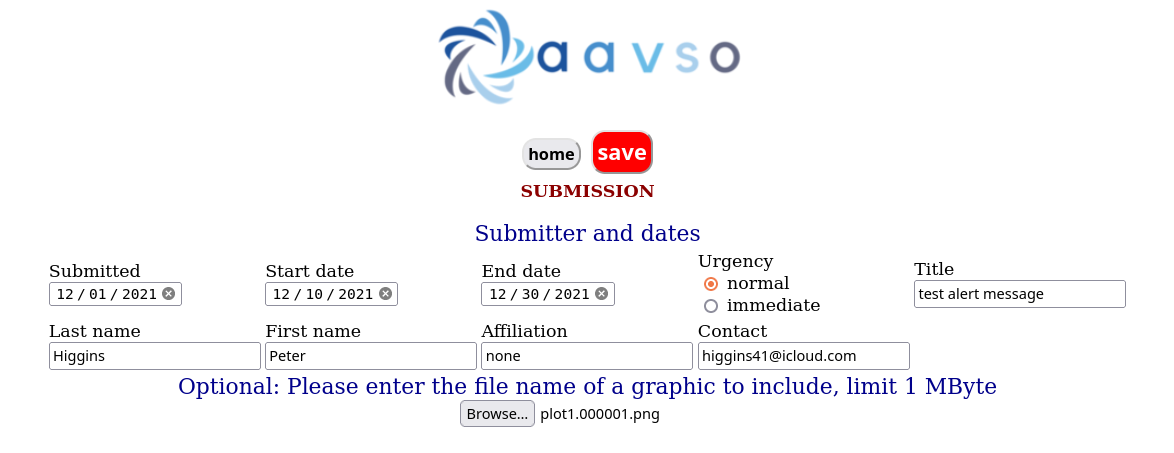 aavso
home save
SUBMISSION
Submitter and dates
Submitted Start date End date Urgency Title
12 / 01 / 2021 12 / 10 / 2021 12 / 30 / 2021 normal test alert message
immediate
Last name First name Affiliation Contact
Higgins Peter none higgins41@icloud.com
Optional: Please enter the file name of a graphic to include, limit 1 MByte
Browse... plot1.000001.png